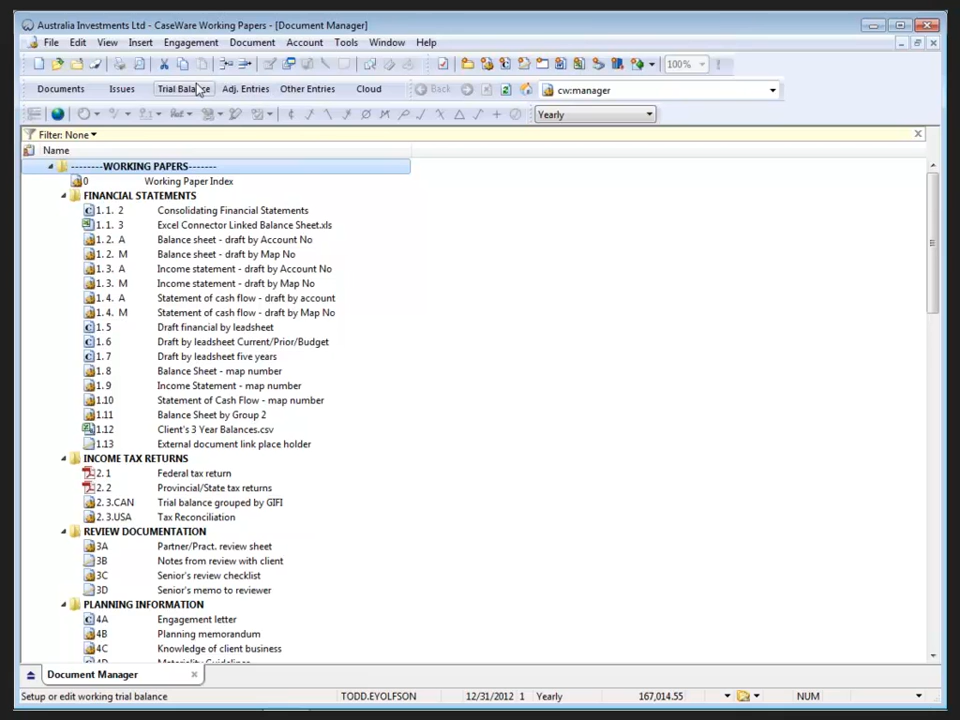 Australia Investments Ltd - CaseWare Working Papers - [Document Manager]
File Edit View Insert Engagement Document Account Tools Window Help
100%
Documents Issues Trial Balance Adj. Entries Other Entries Cloud Back cw:manager
Yearly
Filter: None
Name
--------WORKING PAPERS-------
0 Working Paper Index
FINANCIAL STATEMENTS
1.1. 2 Consolidating Financial Statements
1.1. 3 Excel Connector Linked Balance Sheet.xls
1.2. A Balance sheet - draft by Account No
1.2. M Balance sheet - draft by Map No
1.3. A Income statement - draft by Account No
1.3. M Income statement - draft by Map No
1.4. A Statement of cash flow - draft by account
1.4. M Statement of cash flow - draft by Map No
1. 5 Draft financial by leadsheet
1. 6 Draft by leadsheet Current/Prior/Budget
1. 7 Draft by leadsheet five years
1. 8 Balance Sheet - map number
1. 9 Income Statement - map number
1.10 Statement of Cash Flow - map number
1.11 Balance Sheet by Group 2
1.12 Client's 3 Year Balances.csv
1.13 External document link place holder
INCOME TAX RETURNS
2. 1 Federal tax return
2. 2 Provincial/State tax returns
2. 3.CAN Trial balance grouped by GIFI
2. 3.USA Tax Reconciliation
REVIEW DOCUMENTATION
3A Partner/Pract. review sheet
3B Notes from review with client
3C Senior's review checklist
3D Senior's memo to reviewer
PLANNING INFORMATION
4A Engagement letter
4B Planning memorandum
4C Knowledge of client business
4D Materiality Guidelines
Document Manager
Setup or edit working trial balance TODD.EYOLFSON 12/31/2012 1 Yearly 167,014.55 NUM